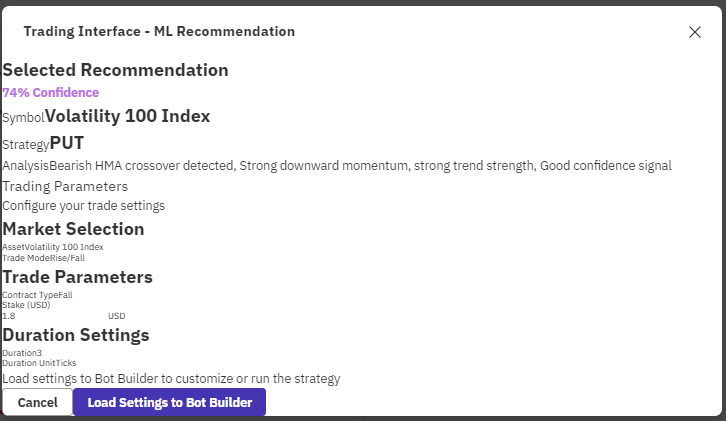 Trading Interface - ML Recommendation
Selected Recommendation
74% Confidence
SymbolVolatility 100 Index
StrategyPUT
AnalysisBearish HMA crossover detected, Strong downward momentum, strong trend strength, Good confidence signal
Trading Parameters
Configure your trade settings
Market Selection
AssetVolatility 100 Index
Trade ModeRise/Fall
Trade Parameters
Contract TypeFall
Stake (USD)
1.8 USD
Duration Settings
Duration3
Duration UnitTicks
Load settings to Bot Builder to customize or run the strategy
Cancel Load Settings to Bot Builder